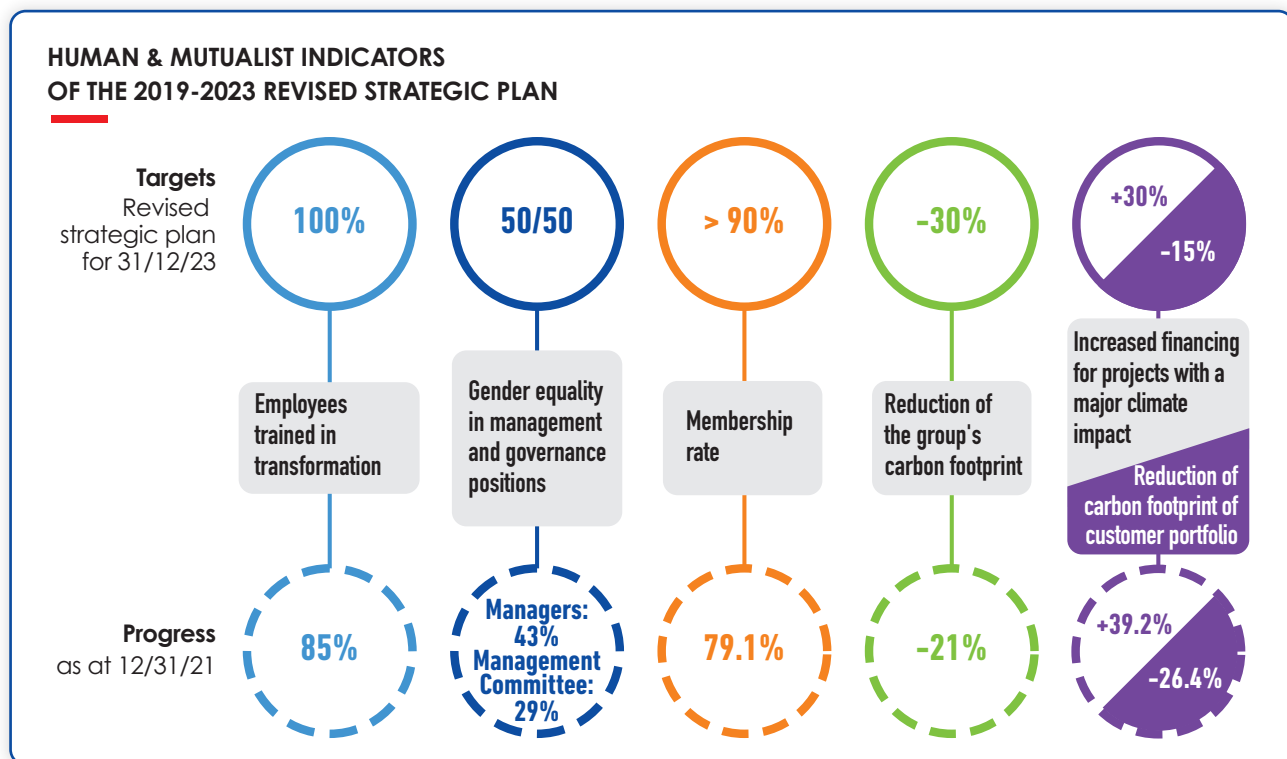 HUMAN & MUTUALIST INDICATORS
OF THE 2019-2023 REVISED STRATEGIC PLAN
Targets
Revised
strategic plan
for 31/12/23
100%
50/50
> 90%
-30%
+30%
-15%
Employees
trained in
transformation
Gender equality
in management
and governance
positions
Membership
rate
Reduction of
the group's
carbon footprint
Increased financing
for projects with a
major climate
impact
Reduction of
carbon footprint of
customer portfolio
Progress
as at 12/31/21
85%
Managers:
43%
Management
Committee:
29%
79.1%
-21%
+39.2%
-26.4%